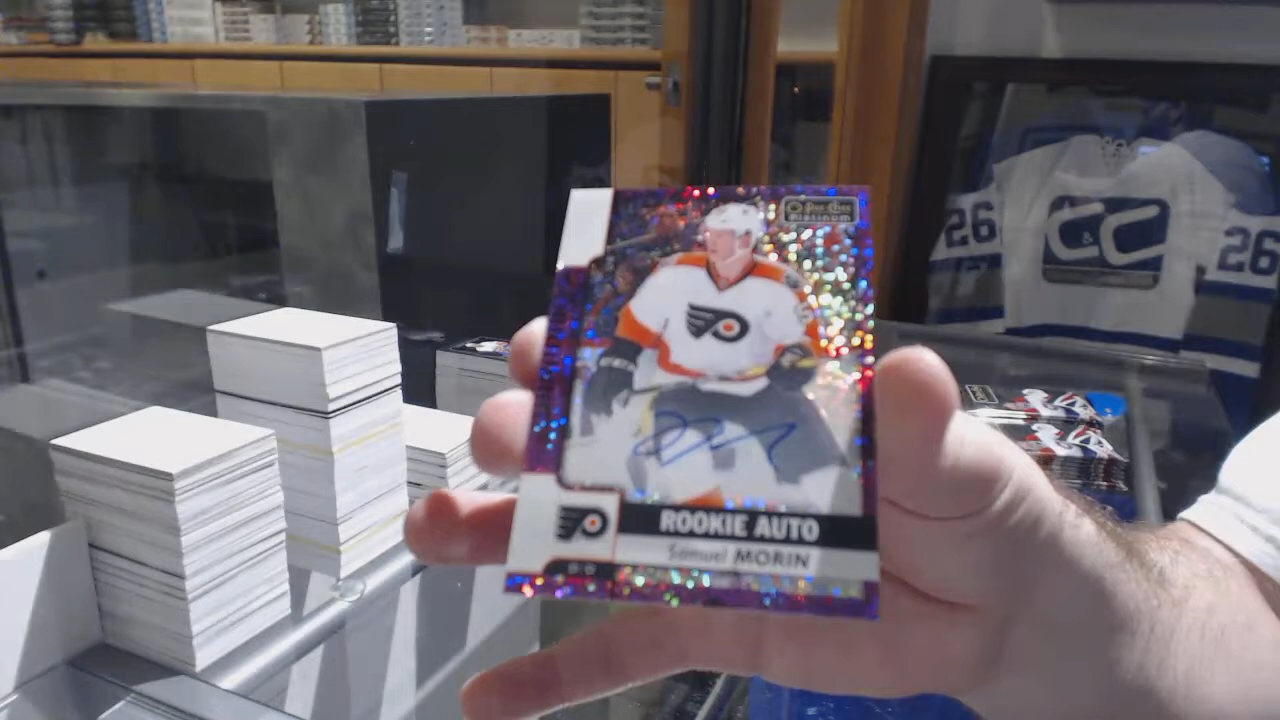 O-Pee-Chee
Platinum
26
C&C
26
ROOKIE AUTO
Samuel MORIN